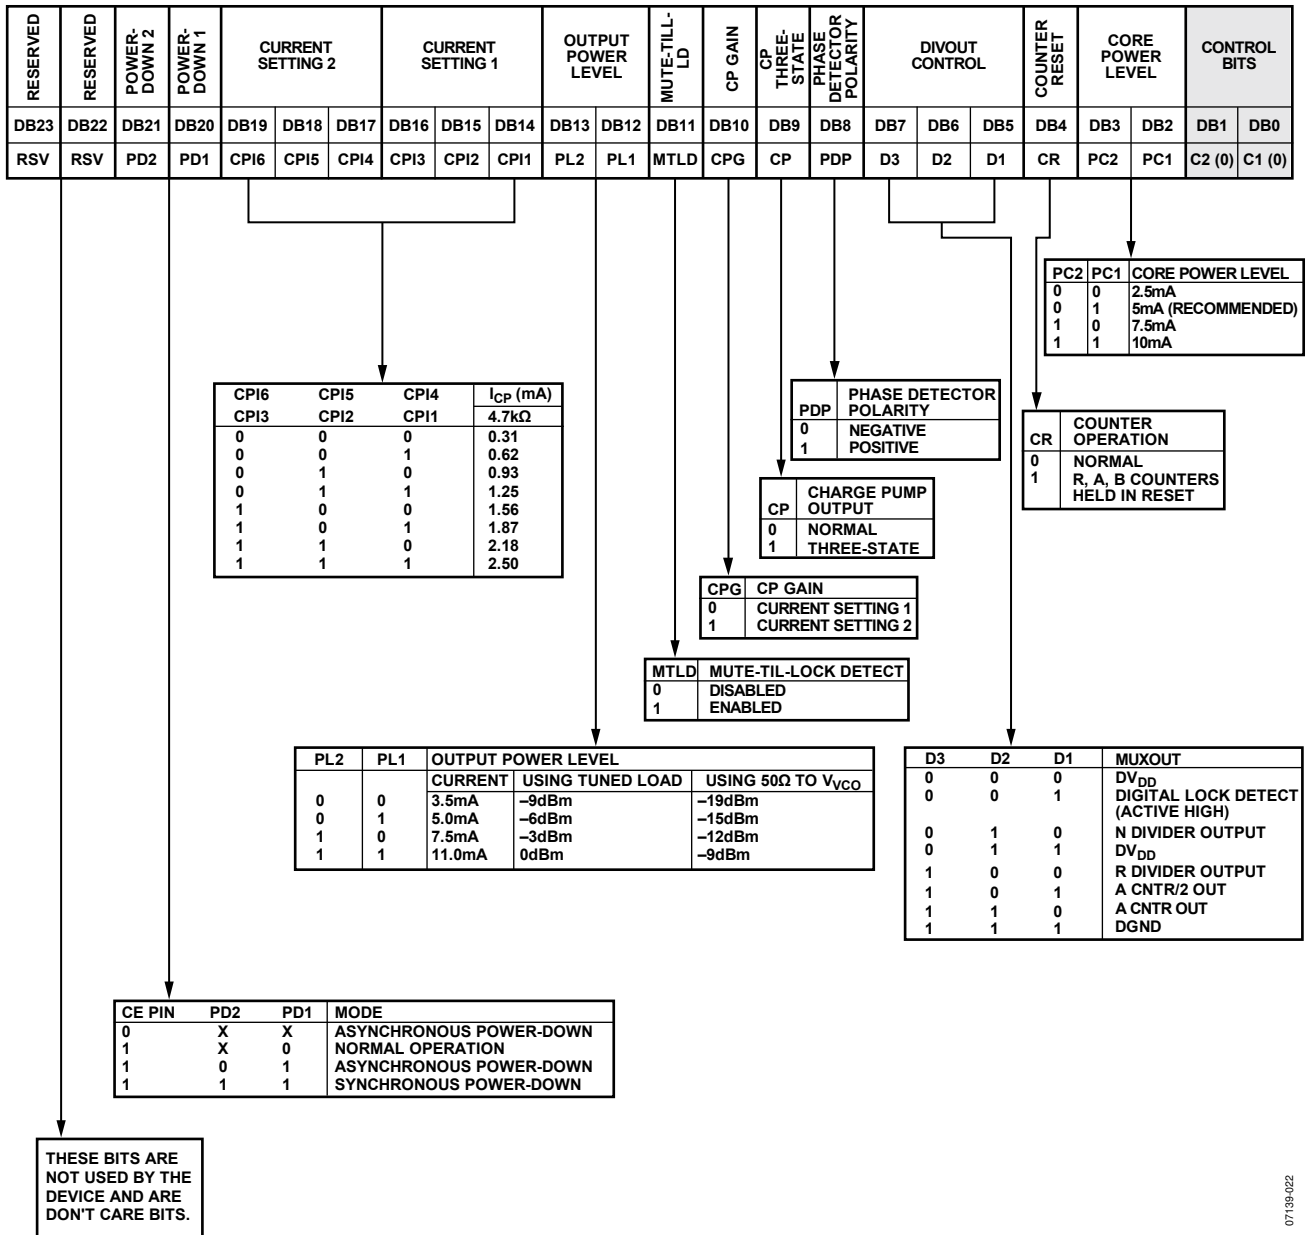 RESERVED RESERVED POWER-DOWN 2 POWER-DOWN 1 CURRENT SETTING 2 CURRENT SETTING 1 OUTPUT POWER LEVEL MUTE-TILL-LD CP GAIN CP THREE-STATE PHASE DETECTOR POLARITY DIVOUT CONTROL COUNTER RESET CORE POWER LEVEL CONTROL BITS
DB23 DB22 DB21 DB20 DB19 DB18 DB17 DB16 DB15 DB14 DB13 DB12 DB11 DB10 DB9 DB8 DB7 DB6 DB5 DB4 DB3 DB2 DB1 DB0
RSV RSV PD2 PD1 CPI6 CPI5 CPI4 CPI3 CPI2 CPI1 PL2 PL1 MTLD CPG CP PDP D3 D2 D1 CR PC2 PC1 C2 (0) C1 (0)
PC2 PC1 CORE POWER LEVEL
0 0 2.5mA
0 1 5mA (RECOMMENDED)
1 0 7.5mA
1 1 10mA
CPI6 CPI5 CPI4 ICP (mA)
CPI3 CPI2 CPI1 4.7kΩ
0 0 0 0.31
0 0 1 0.62
0 1 0 0.93
0 1 1 1.25
1 0 0 1.56
1 0 1 1.87
1 1 0 2.18
1 1 1 2.50
PHASE DETECTOR
PDP POLARITY
0 NEGATIVE
1 POSITIVE
COUNTER
CR OPERATION
0 NORMAL
1 R, A, B COUNTERS
HELD IN RESET
CHARGE PUMP
CP OUTPUT
0 NORMAL
1 THREE-STATE
CPG CP GAIN
0 CURRENT SETTING 1
1 CURRENT SETTING 2
MTLD MUTE-TIL-LOCK DETECT
0 DISABLED
1 ENABLED
PL2 PL1 OUTPUT POWER LEVEL
CURRENT USING TUNED LOAD USING 50Ω TO VVCO
0 0 3.5mA –9dBm –19dBm
0 1 5.0mA –6dBm –15dBm
1 0 7.5mA –3dBm –12dBm
1 1 11.0mA 0dBm –9dBm
D3 D2 D1 MUXOUT
0 0 0 DVDD
0 0 1 DIGITAL LOCK DETECT
(ACTIVE HIGH)
0 1 0 N DIVIDER OUTPUT
0 1 1 DVDD
1 0 0 R DIVIDER OUTPUT
1 0 1 A CNTR/2 OUT
1 1 0 A CNTR OUT
1 1 1 DGND
CE PIN PD2 PD1 MODE
0 X X ASYNCHRONOUS POWER-DOWN
1 X 0 NORMAL OPERATION
1 0 1 ASYNCHRONOUS POWER-DOWN
1 1 1 SYNCHRONOUS POWER-DOWN
THESE BITS ARE
NOT USED BY THE
DEVICE AND ARE
DON'T CARE BITS.
07139-022